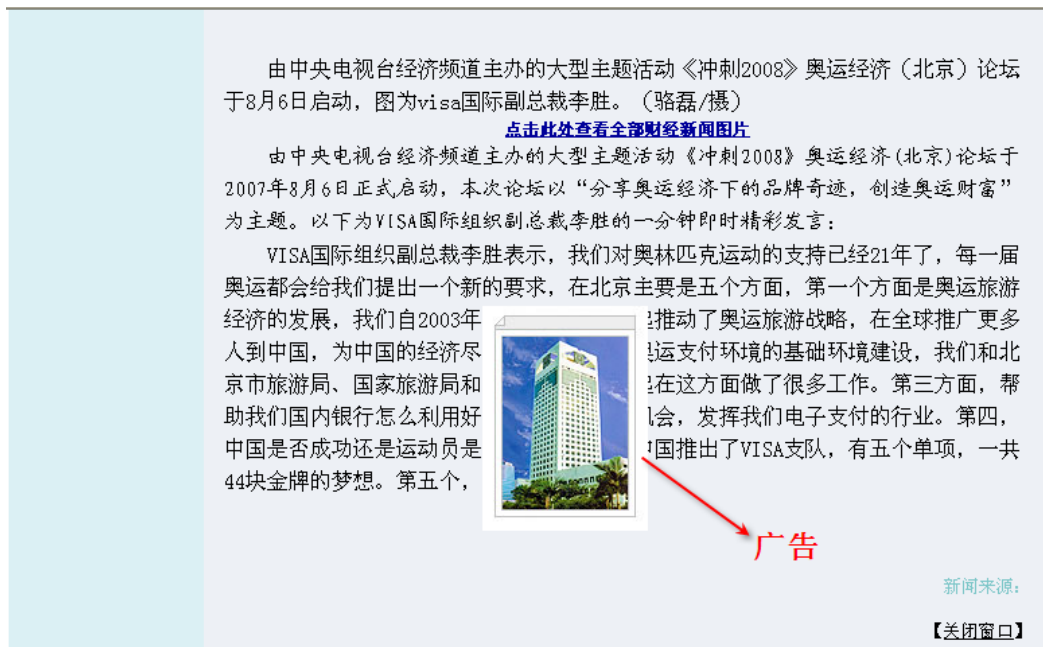 由中央电视台经济频道主办的大型主题活动《冲刺2008》奥运经济（北京）论坛
于8月6日启动，图为visa国际副总裁李胜。（骆磊/摄）
点击此处查看全部财经新闻图片
由中央电视台经济频道主办的大型主题活动《冲刺2008》奥运经济(北京)论坛于
2007年8月6日正式启动，本次论坛以“分享奥运经济下的品牌奇迹，创造奥运财富”
为主题。以下为VISA国际组织副总裁李胜的一分钟即时精彩发言：
VISA国际组织副总裁李胜表示，我们对奥林匹克运动的支持已经21年了，每一届
奥运都会给我们提出一个新的要求，在北京主要是五个方面，第一个方面是奥运旅游
经济的发展，我们自2003年 推动了奥运旅游战略，在全球推广更多
人到中国，为中国的经济尽 运支付环境的基础环境建设，我们和北
京市旅游局、国家旅游局和 在这方面做了很多工作。第三方面，帮
助我们国内银行怎么利用好 会，发挥我们电子支付的行业。第四，
中国是否成功还是运动员是 国推出了VISA支队，有五个单项，一共
44块金牌的梦想。第五个，
广告
新闻来源：
【关闭窗口】